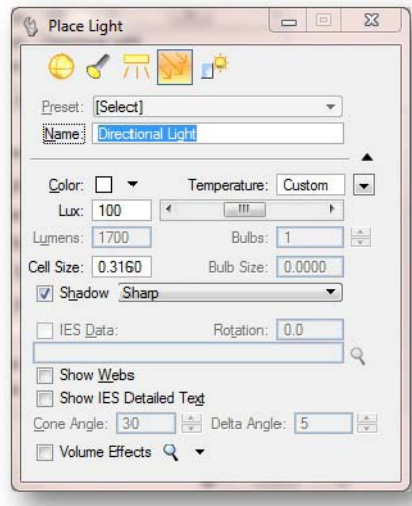 Place Light
Preset: [Select]
Name: Directional Light
Color: Temperature: Custom
Lux: 100
Lumens: 1700 Bulbs: 1
Cell Size: 0.3160 Bulb Size: 0.0000
Shadow Sharp
IES Data: Rotation: 0.0
Show Webs
Show IES Detailed Text
Cone Angle: 30 Delta Angle: 5
Volume Effects